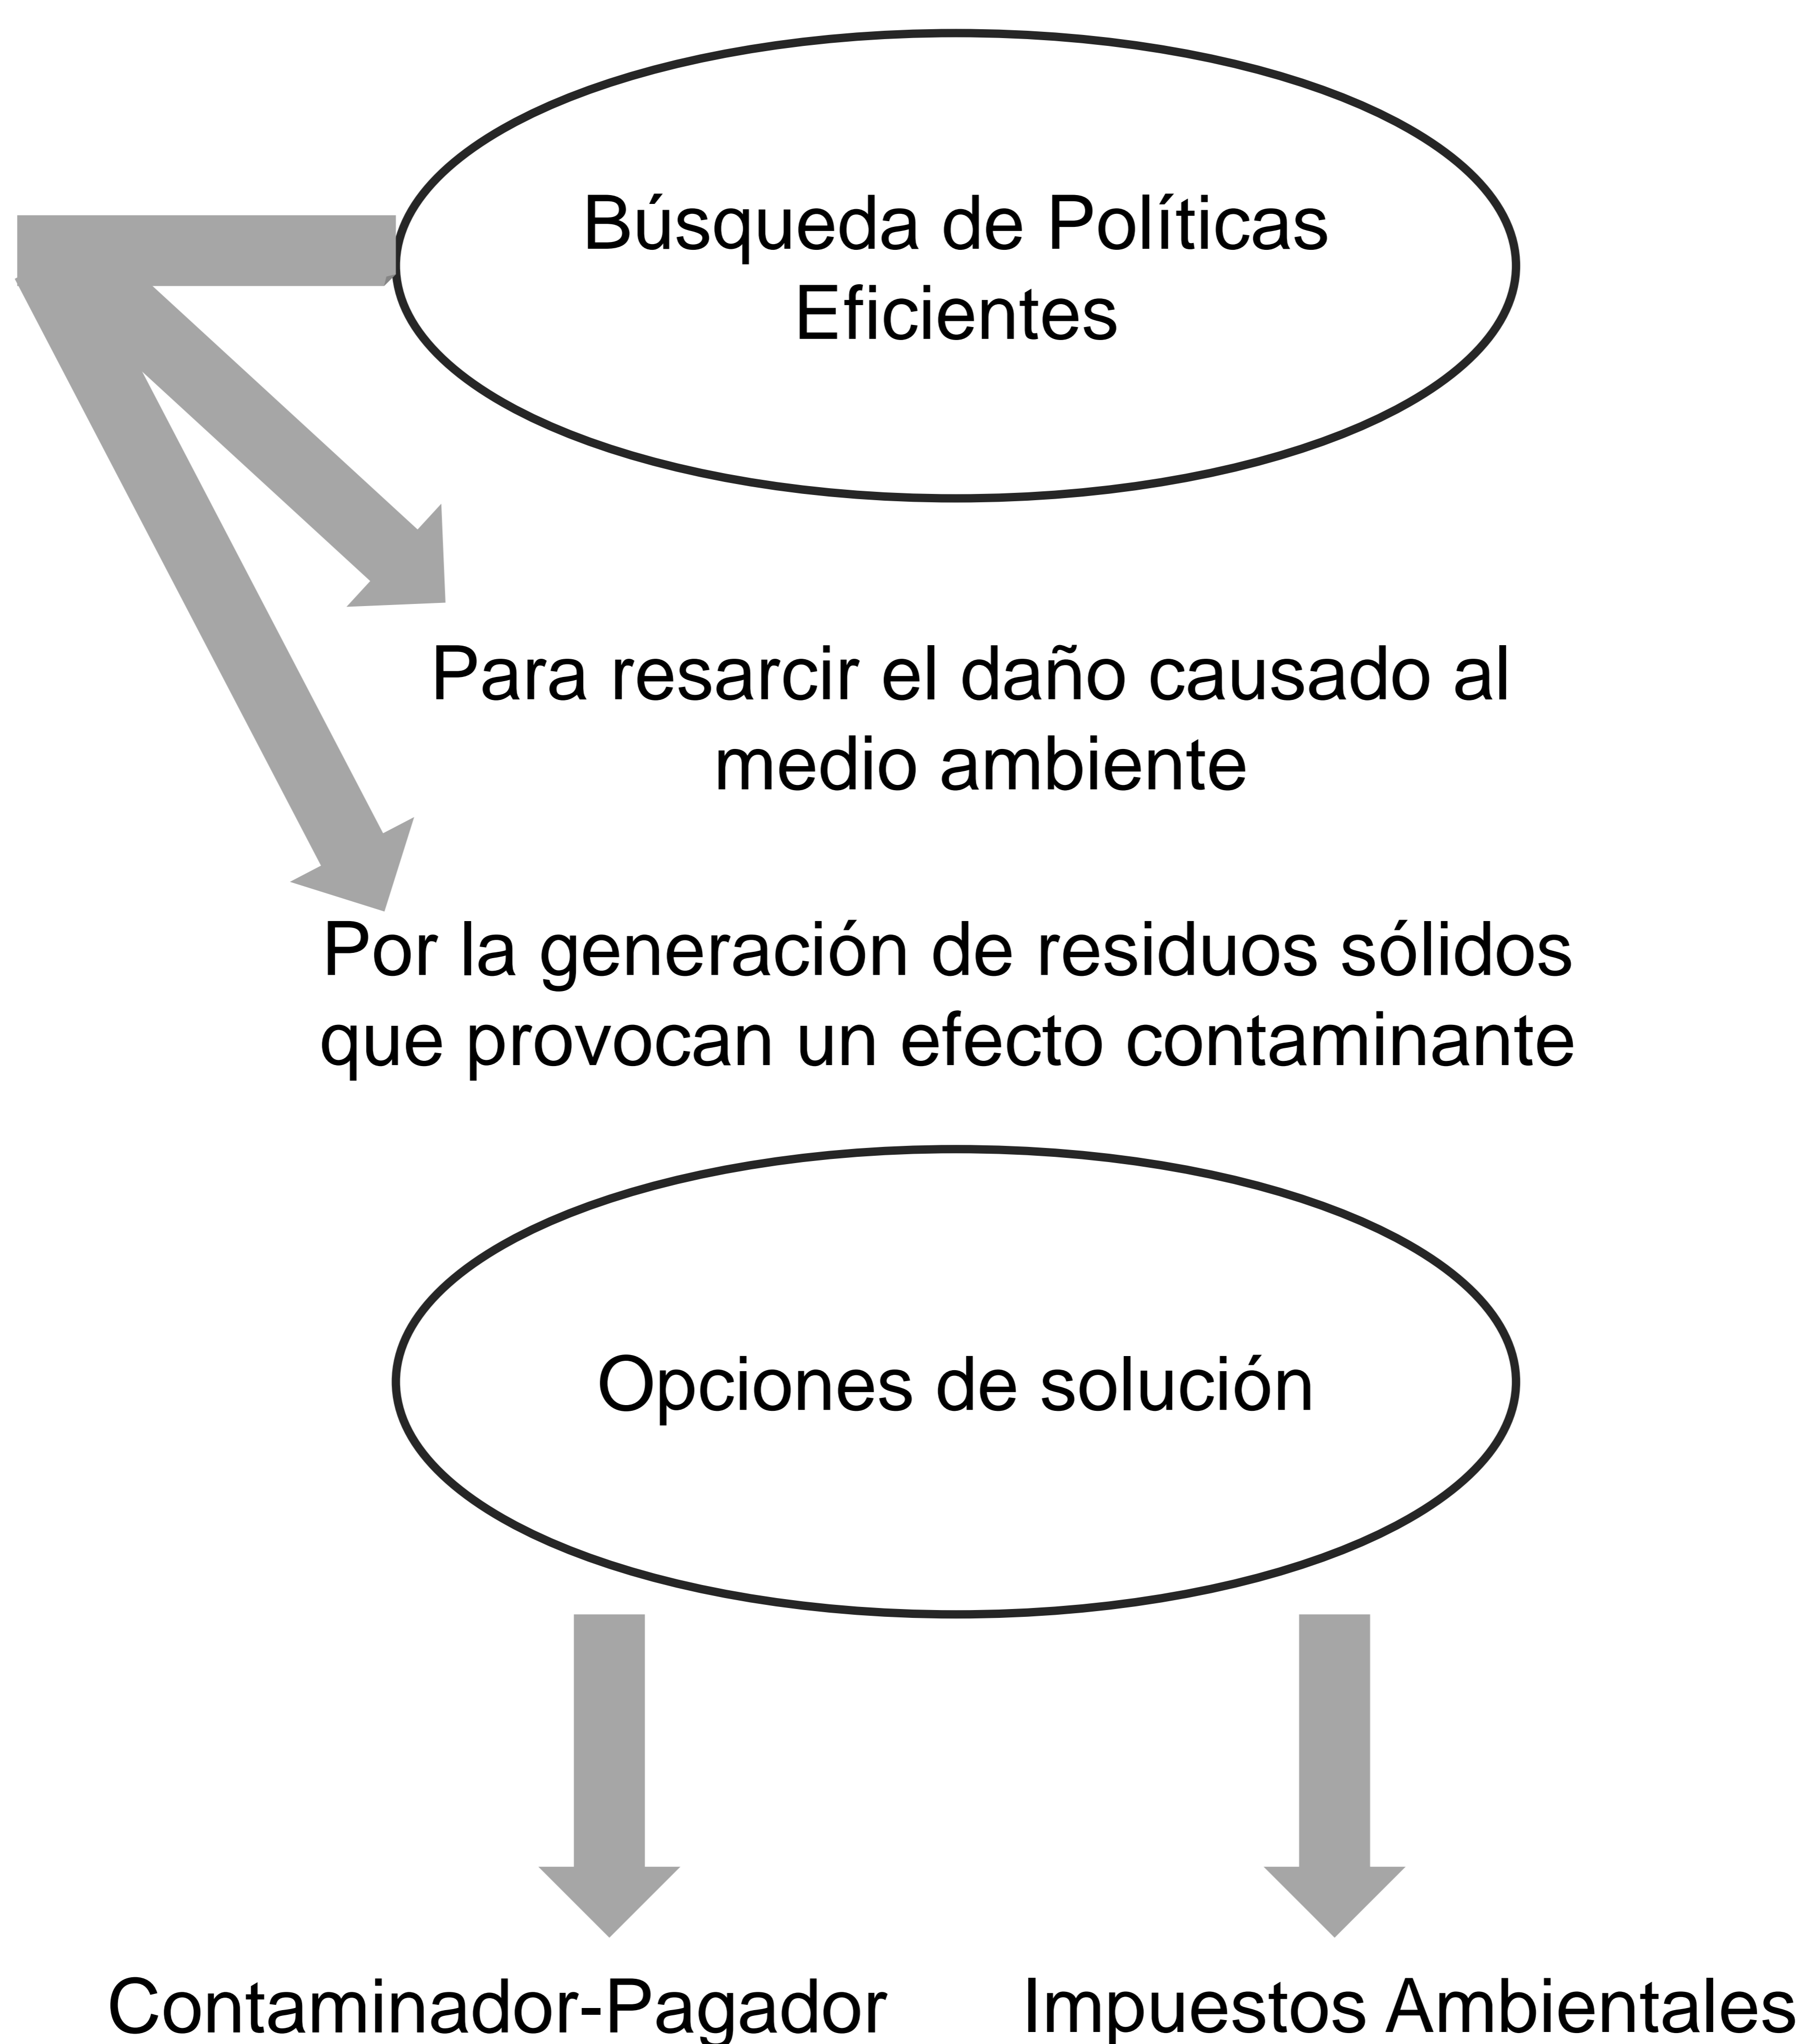 Búsqueda de Políticas
Eficientes
Para resarcir el daño causado al
medio ambiente
Por la generación de residuos sólidos
que provocan un efecto contaminante
Opciones de solución
Contaminador-Pagador
Impuestos Ambientales